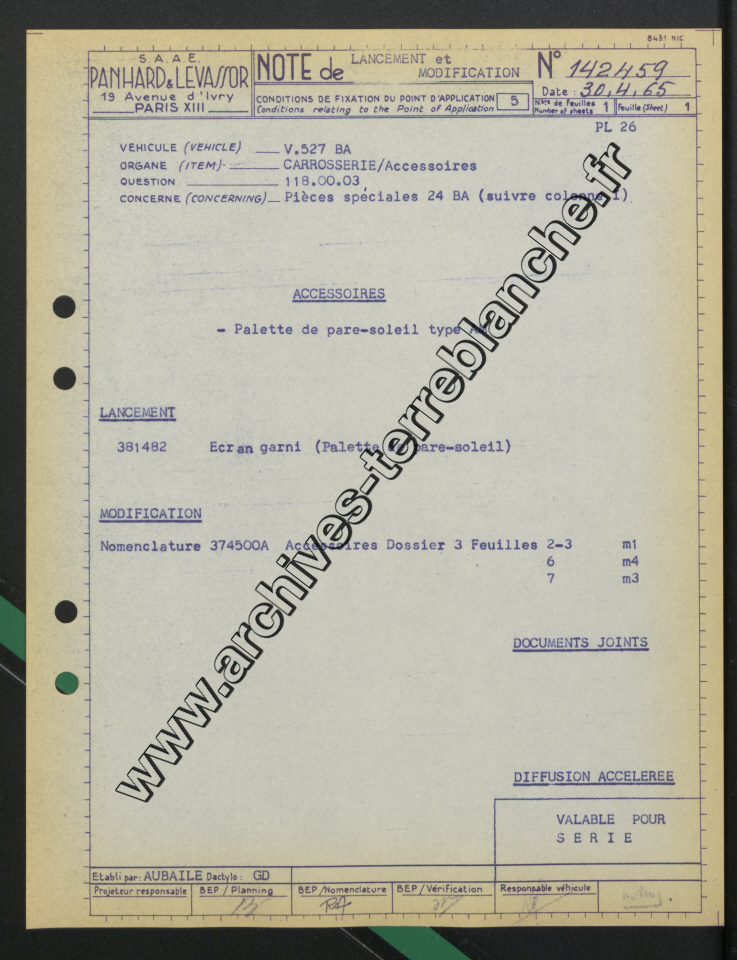 8431 NIC
S.A.A.E.
PANHARD & LEVASSOR
19 Avenue d'Ivry
PARIS XIII
NOTE de LANCEMENT et
MODIFICATION
CONDITIONS DE FIXATION DU POINT D'APPLICATION
Conditions relating to the Point of Application
5
N° 142459
Date : 30.4.65
Nbre de feuilles
Number of sheets 1
Feuille (Sheet) 1
PL 26
VEHICULE (VEHICLE) V.527 BA
ORGANE (ITEM) CARROSSERIE/Accessoires
QUESTION 118.00.03
CONCERNE (CONCERNING) Pièces spéciales 24 BA (suivre colonne 1)
ACCESSOIRES
- Palette de pare-soleil type
LANCEMENT
381482 Ecran garni (Palette de pare-soleil)
MODIFICATION
Nomenclature 374500A Accessoires Dossier 3 Feuilles 2-3 m1
6 m4
7 m3
DOCUMENTS JOINTS
DIFFUSION ACCELEREE
VALABLE POUR
SERIE
Etabli par: AUBAILE Dactylo: GD
Projeteur responsable
BEP / Planning
BEP / Nomenclature
RA
BEP / Vérification
Responsable véhicule
www.archives-terreblanche.fr